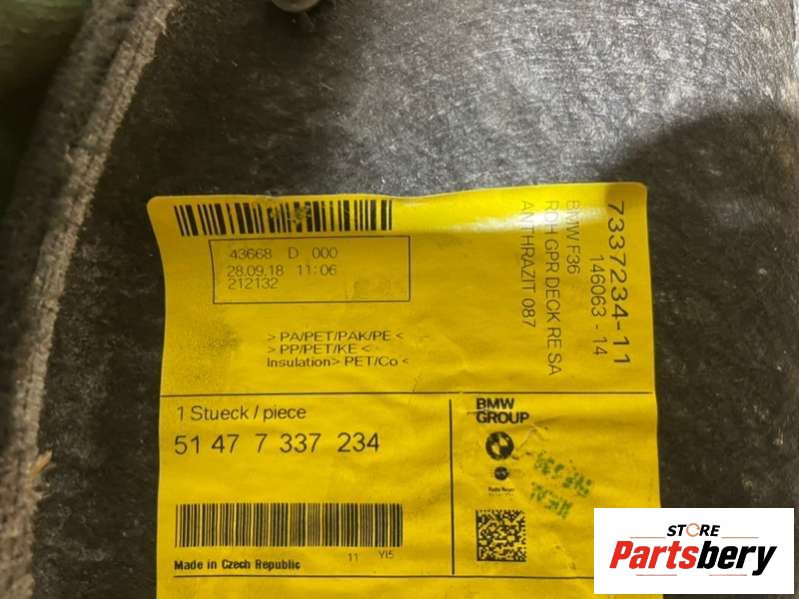 43668 D 000
28.09.18 11:06
212132
> PA/PET/PAK/PE <
> PP/PET/KE <
Insulation> PET/Co <
7337234-11
146063 - 14
BMW F36
ROH GPR DECK RE SA
ANTHRAZIT 087
1 Stueck / piece
51 47 7 337 234
11 YI5
Made in Czech Republic
BMW
GROUP
STORE
Partsbery